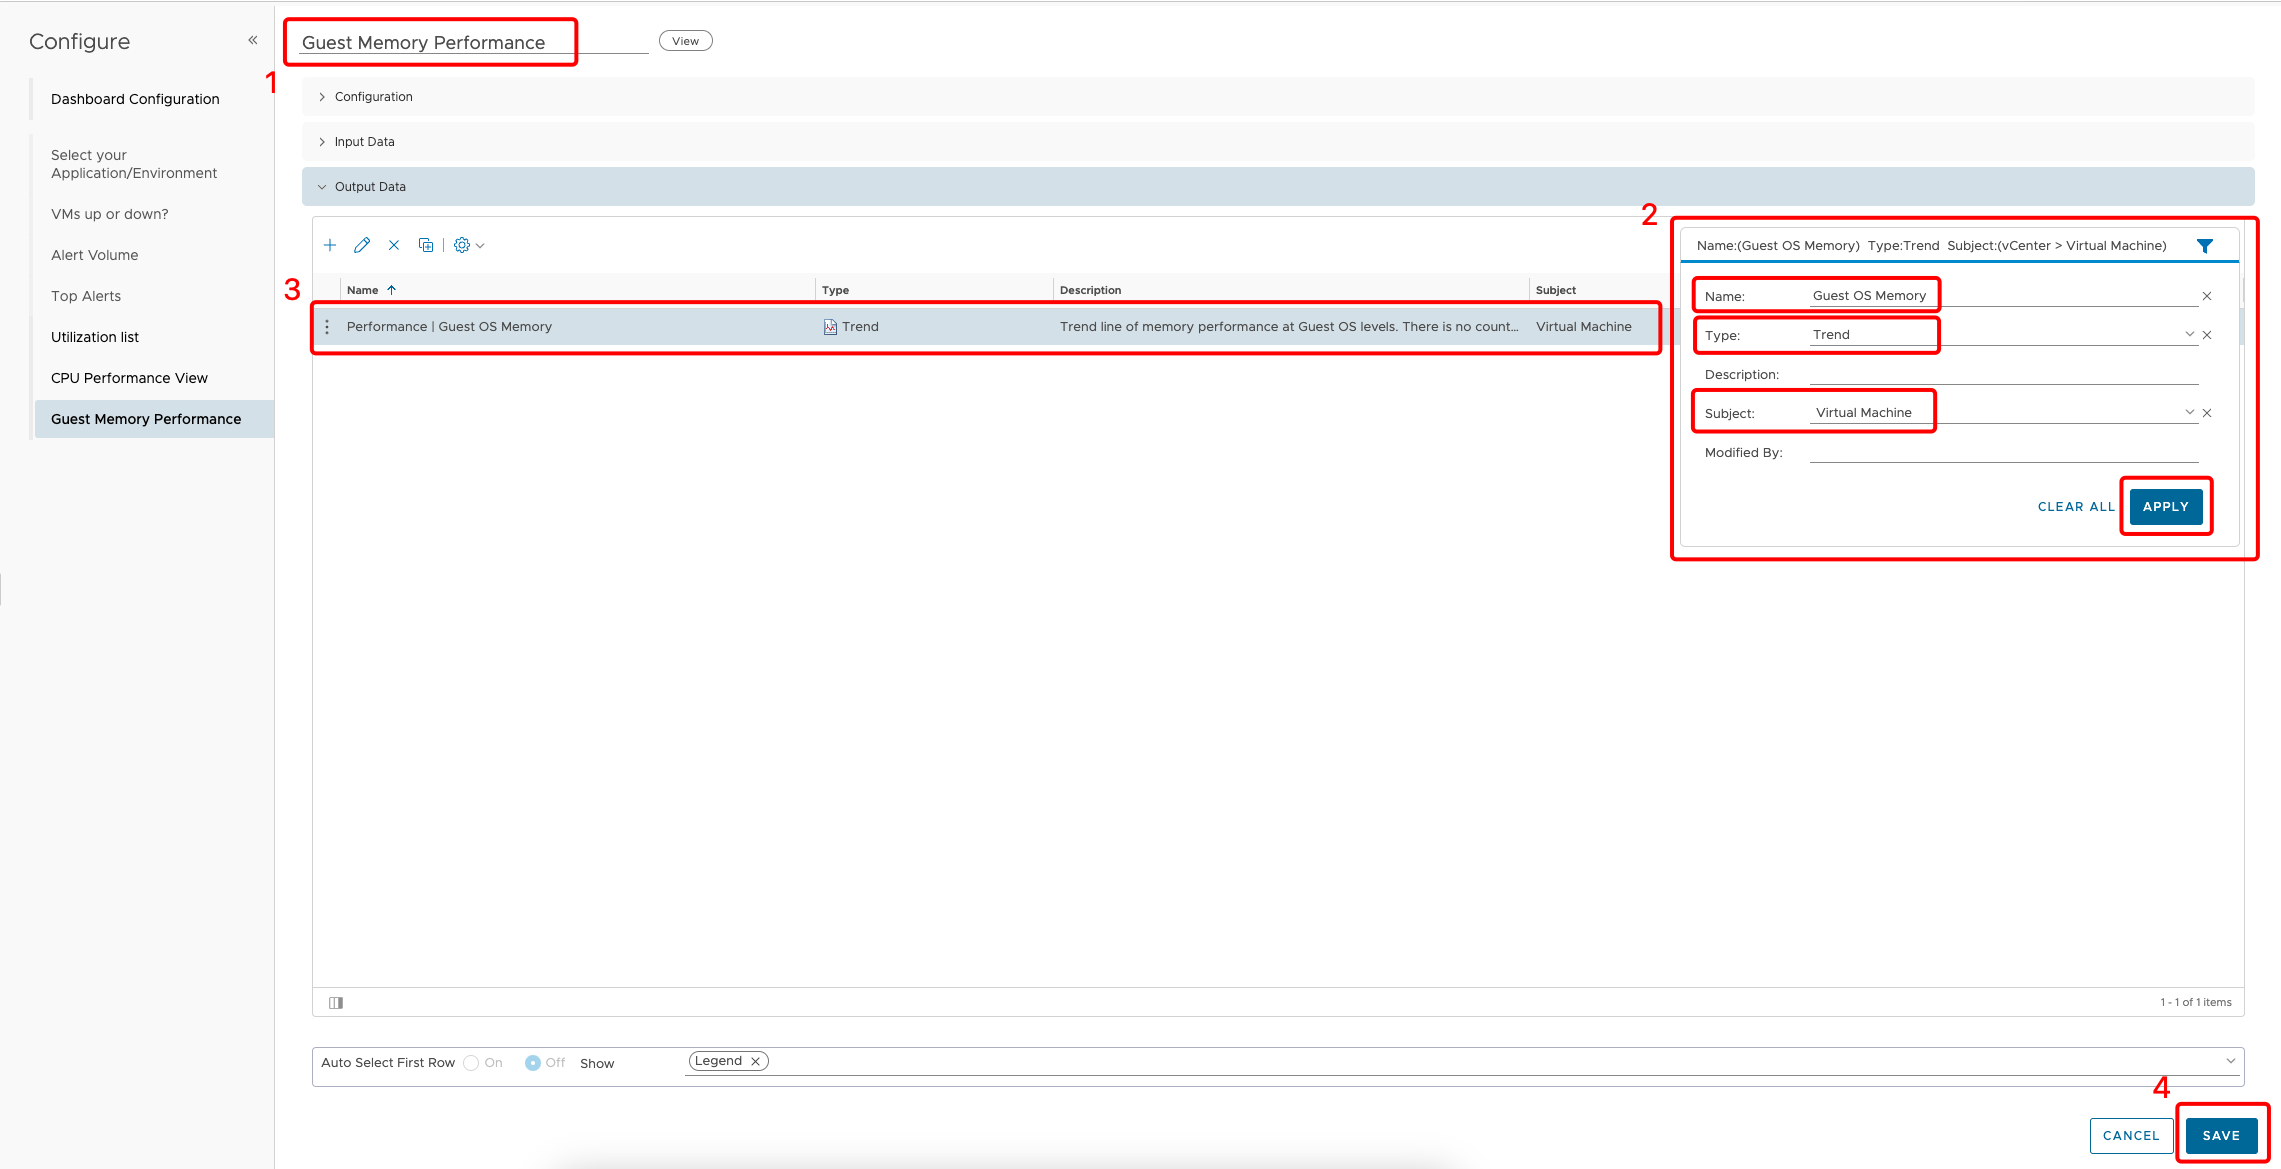 Configure
Dashboard Configuration
Select your
Application/Environment
VMs up or down?
Alert Volume
Top Alerts
Utilization list
CPU Performance View
Guest Memory Performance
1
Guest Memory Performance
View
Configuration
Input Data
Output Data
2
Name:(Guest OS Memory) Type:Trend Subject:(vCenter > Virtual Machine)
3
Name Type Description Subject
Performance | Guest OS Memory Trend Trend line of memory performance at Guest OS levels. There is no count... Virtual Machine
Name: Guest OS Memory
Type: Trend
Description:
Subject: Virtual Machine
Modified By:
CLEAR ALL APPLY
1 - 1 of 1 items
Auto Select First Row On Off Show Legend
4
CANCEL SAVE